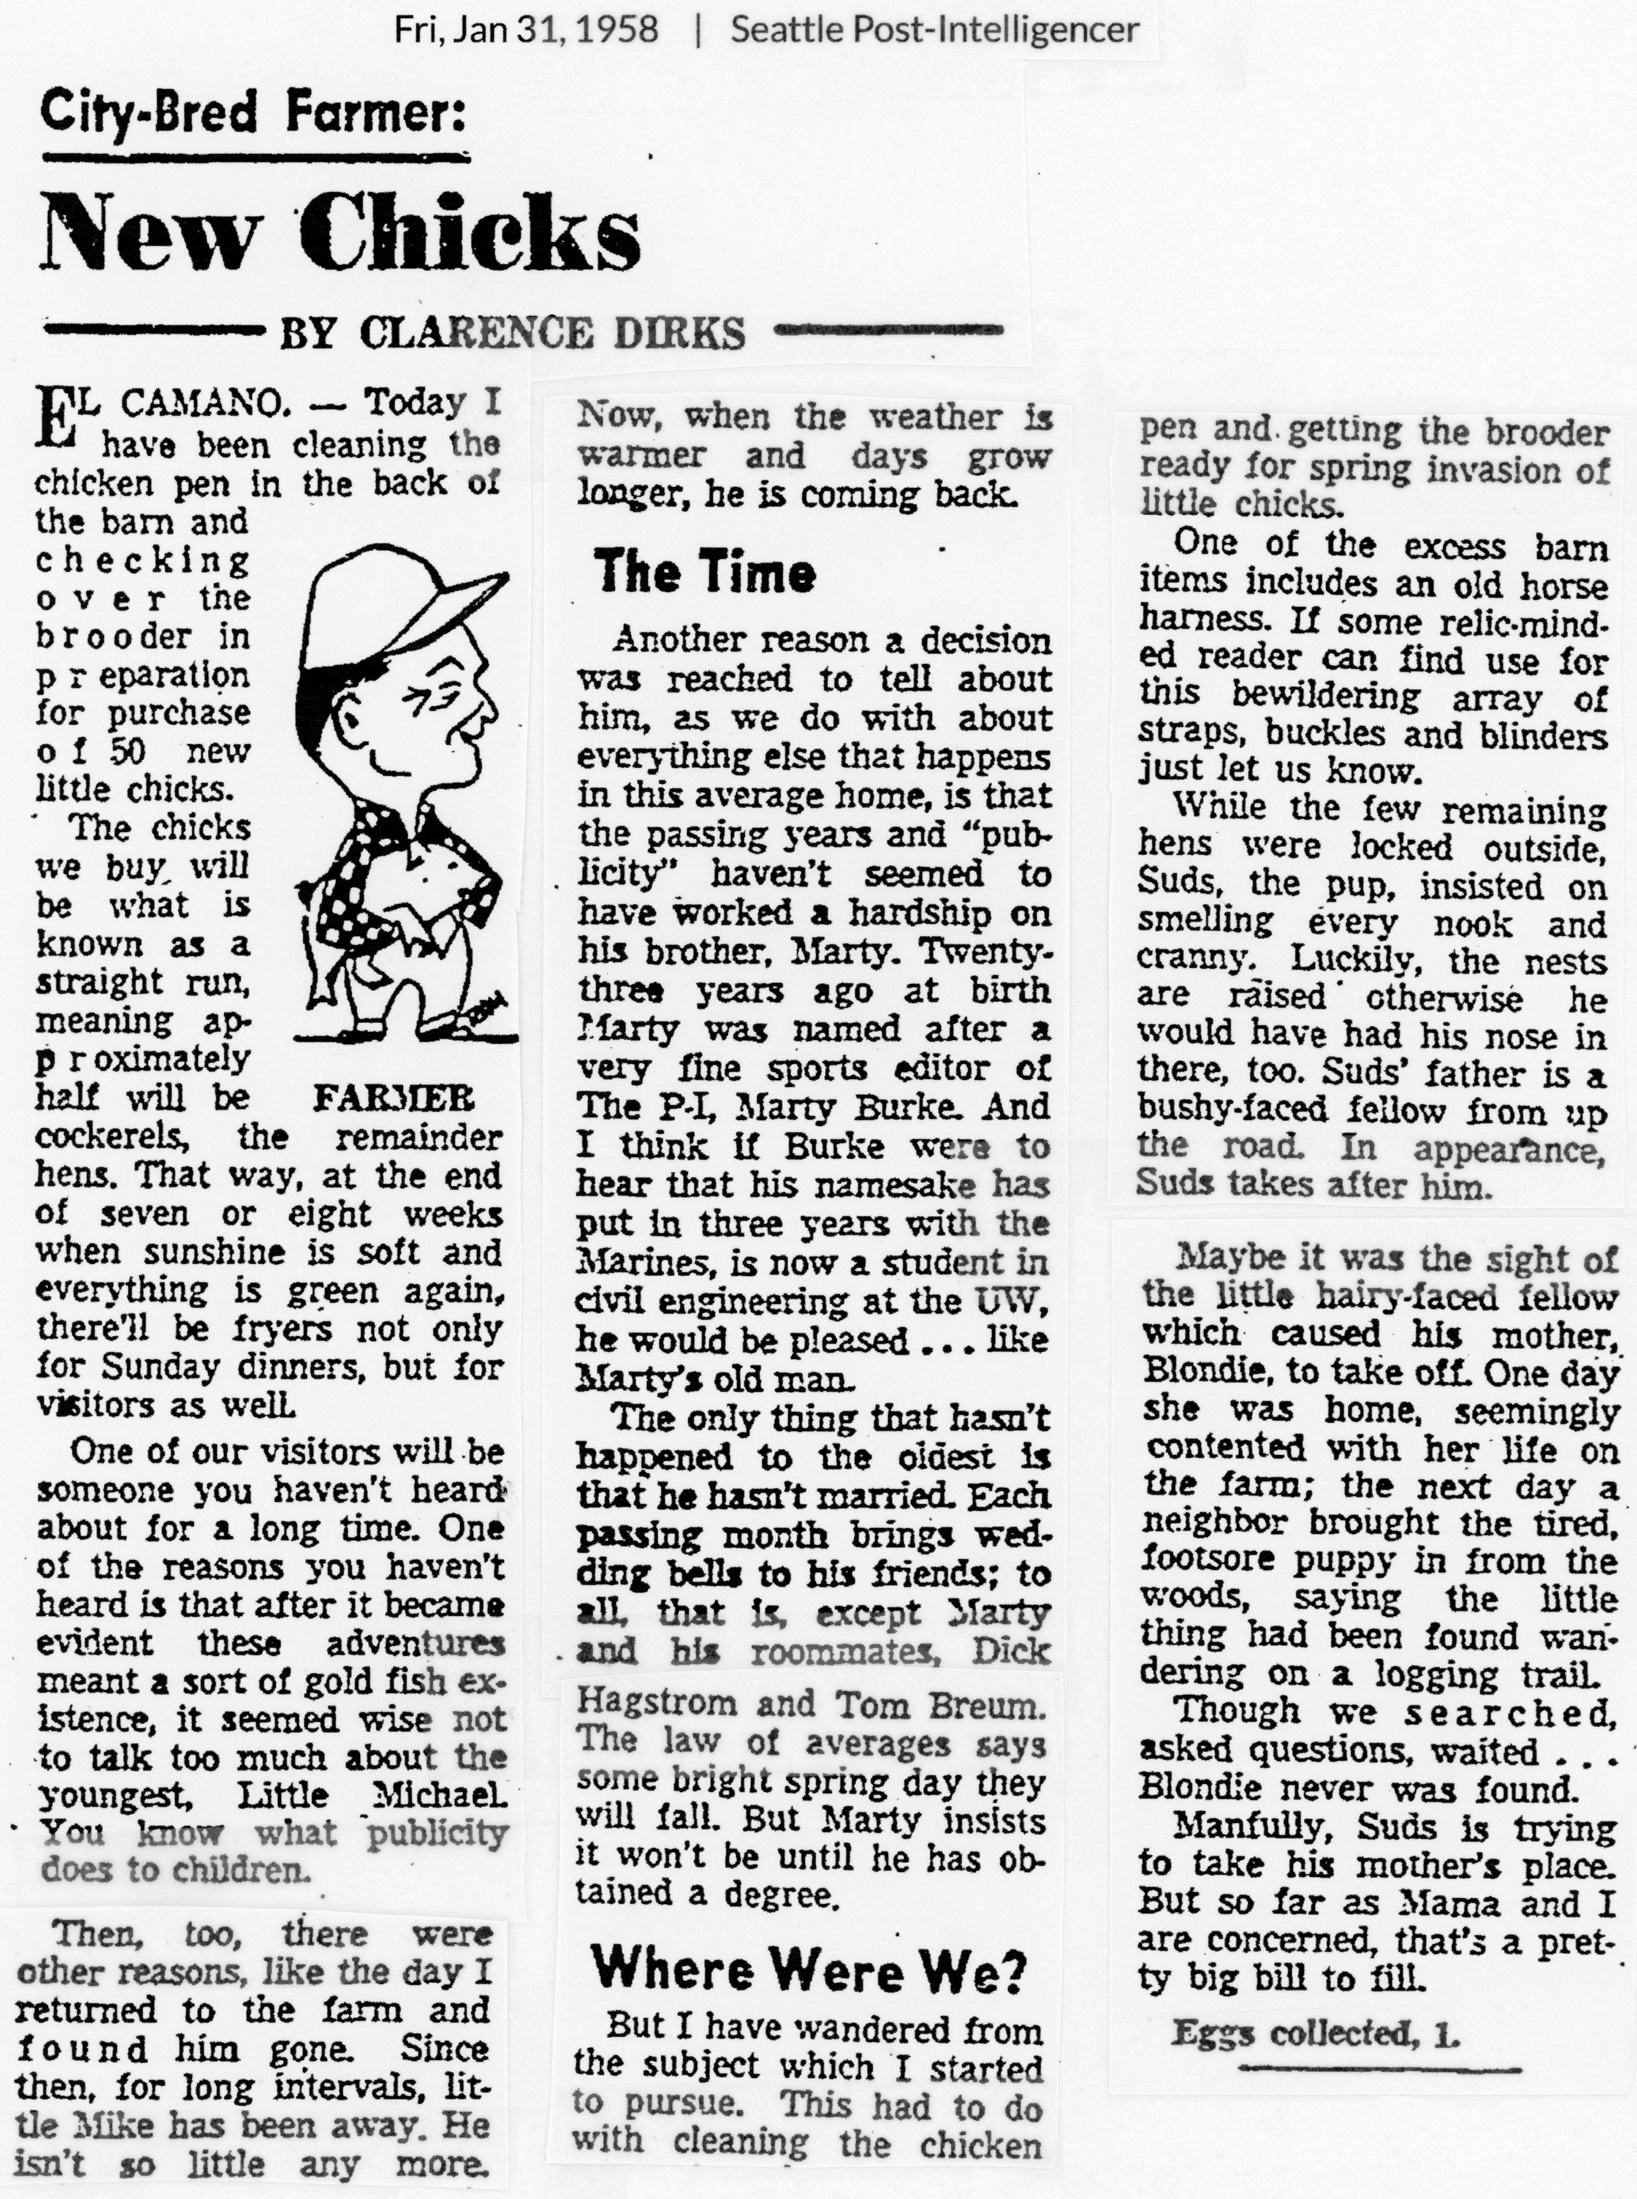 Fri, Jan 31, 1958 | Seattle Post-Intelligencer
City-Bred Farmer:
New Chicks
BY CLARENCE DIRKS
EL CAMANO. — Today I
have been cleaning the
chicken pen in the back of
the barn and
checking
over the
brooder in
preparation
for purchase
of 50 new
little chicks.
The chicks
we buy will
be what is
known as a
straight run,
meaning ap-
proximately
half will be
FARMER
cockerels, the remainder
hens. That way, at the end
of seven or eight weeks
when sunshine is soft and
everything is green again,
there'll be fryers not only
for Sunday dinners, but for
visitors as well.
One of our visitors will be
someone you haven't heard
about for a long time. One
of the reasons you haven't
heard is that after it became
evident these adventures
meant a sort of gold fish ex-
istence, it seemed wise not
to talk too much about the
youngest, Little Michael.
You know what publicity
does to children.
Then, too, there were
other reasons, like the day I
returned to the farm and
found him gone. Since
then, for long intervals, lit-
tle Mike has been away. He
isn't so little any more.
Now, when the weather is
warmer and days grow
longer, he is coming back.
The Time
Another reason a decision
was reached to tell about
him, as we do with about
everything else that happens
in this average home, is that
the passing years and "pub-
licity" haven't seemed to
have worked a hardship on
his brother, Marty. Twenty-
three years ago at birth
Marty was named after a
very fine sports editor of
The P-I, Marty Burke. And
I think if Burke were to
hear that his namesake has
put in three years with the
Marines, is now a student in
civil engineering at the UW,
he would be pleased . . . like
Marty's old man.
The only thing that hasn't
happened to the oldest is
that he hasn't married. Each
passing month brings wed-
ding bells to his friends; to
all, that is, except Marty
and his roommates, Dick
Hagstrom and Tom Breum.
The law of averages says
some bright spring day they
will fall. But Marty insists
it won't be until he has ob-
tained a degree.
Where Were We?
But I have wandered from
the subject which I started
to pursue. This had to do
with cleaning the chicken
pen and getting the brooder
ready for spring invasion of
little chicks.
One of the excess barn
items includes an old horse
harness. If some relic-mind-
ed reader can find use for
this bewildering array of
straps, buckles and blinders
just let us know.
While the few remaining
hens were locked outside,
Suds, the pup, insisted on
smelling every nook and
cranny. Luckily, the nests
are raised otherwise he
would have had his nose in
there, too. Suds' father is a
bushy-faced fellow from up
the road. In appearance,
Suds takes after him.
Maybe it was the sight of
the little hairy-faced fellow
which caused his mother,
Blondie, to take off. One day
she was home, seemingly
contented with her life on
the farm; the next day a
neighbor brought the tired,
footsore puppy in from the
woods, saying the little
thing had been found wan-
dering on a logging trail.
Though we searched,
asked questions, waited . . .
Blondie never was found.
Manfully, Suds is trying
to take his mother's place.
But so far as Mama and I
are concerned, that's a pret-
ty big bill to fill.
Eggs collected, 1.